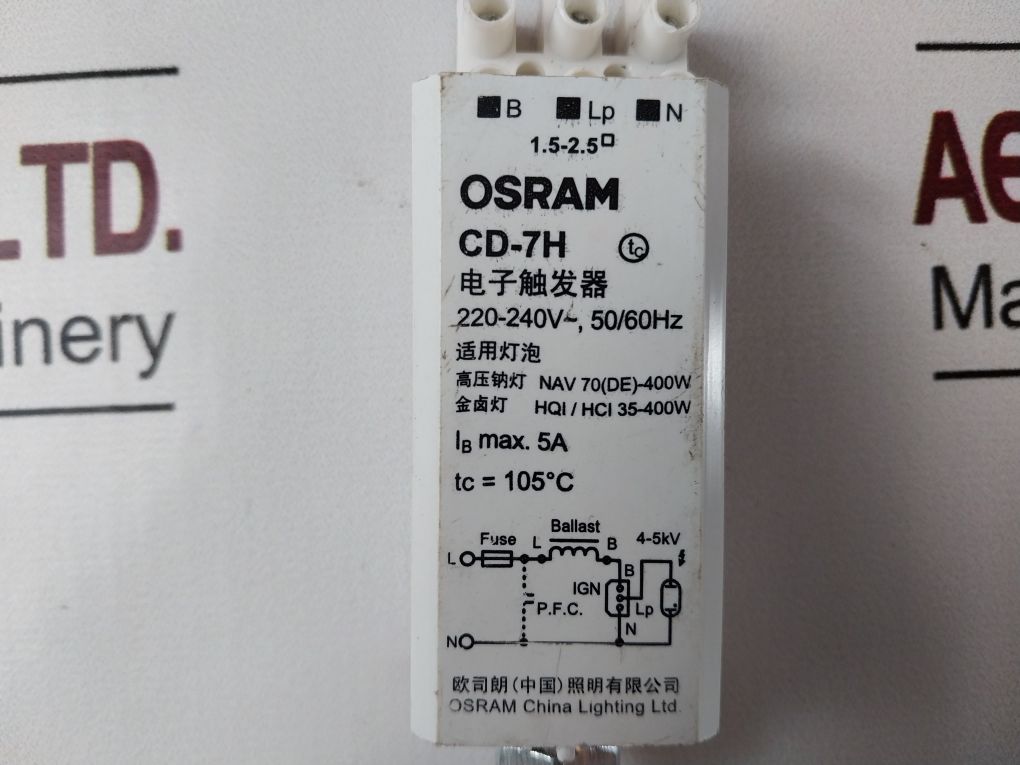 LTD.
inery
Ae
Ma
■ B ■ Lp ■ N
1.5-2.5□
OSRAM
CD-7H tc
电子触发器
220-240V~, 50/60Hz
适用灯泡
高压钠灯 NAV 70(DE)-400W
金卤灯 HQI / HCI 35-400W
IB max. 5A
tc = 105°C
Ballast
Fuse L B 4-5kV
L B
IGN
P.F.C. Lp
N
N
欧司朗(中国)照明有限公司
OSRAM China Lighting Ltd.